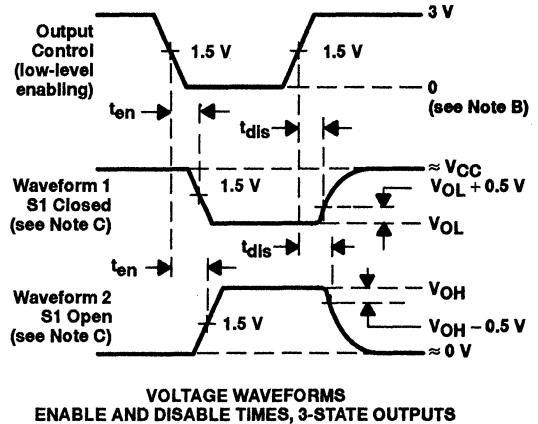 3 V
Output
Control
(low-level
enabling)
1.5 V
1.5 V
0
(see Note B)
ten
tdis
≈ VCC
Waveform 1
S1 Closed
(see Note C)
1.5 V
VOL + 0.5 V
VOL
tdis
ten
Waveform 2
S1 Open
(see Note C)
1.5 V
VOH
VOH – 0.5 V
≈ 0 V
VOLTAGE WAVEFORMS
ENABLE AND DISABLE TIMES, 3-STATE OUTPUTS